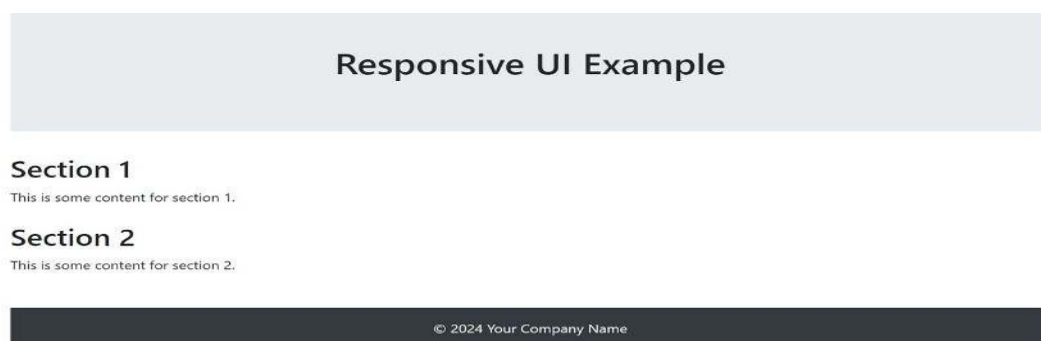 Responsive UI Example
Section 1
This is some content for section 1.
Section 2
This is some content for section 2.
© 2024 Your Company Name